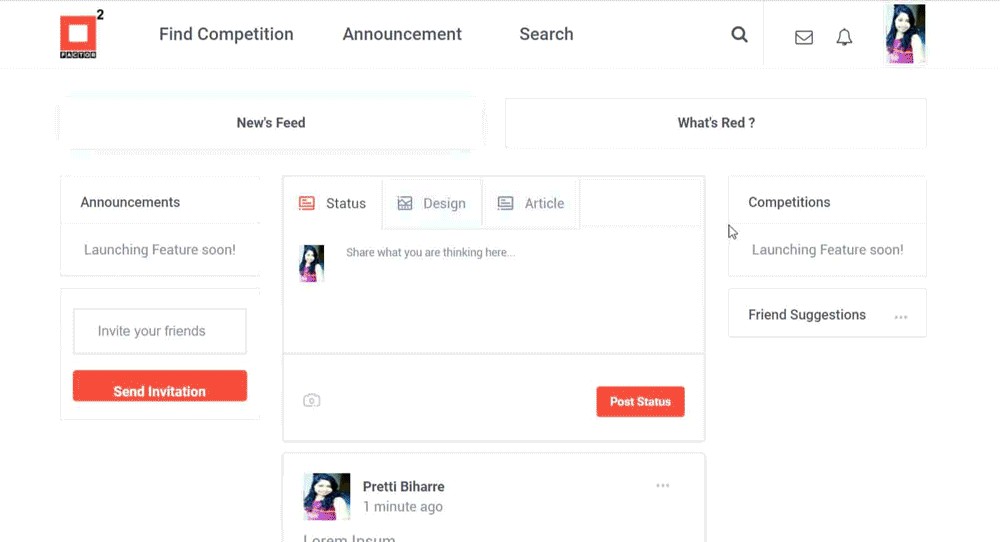 2
FACTOR
Find Competition
Announcement
Search
New's Feed
What's Red ?
Announcements
Launching Feature soon!
Invite your friends
Send Invitation
Status
Design
Article
Share what you are thinking here...
Post Status
Pretti Biharre
1 minute ago
Lorem Ipsum
Competitions
Launching Feature soon!
Friend Suggestions